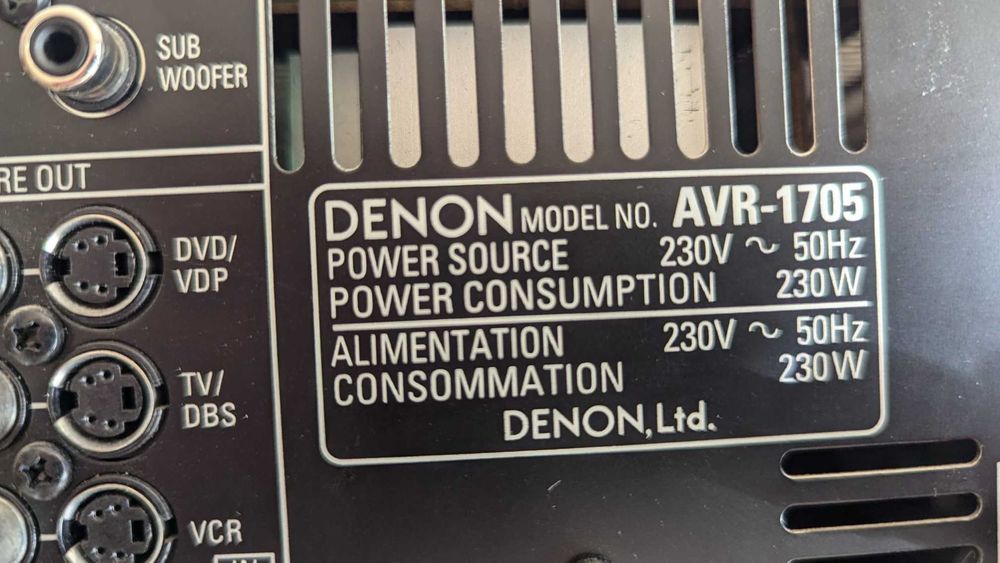 SUB
WOOFER
RE OUT
DVD/
VDP
TV/
DBS
VCR
IN
DENON MODEL NO. AVR-1705
POWER SOURCE 230V ~ 50Hz
POWER CONSUMPTION 230W
ALIMENTATION 230V ~ 50Hz
CONSOMMATION 230W
DENON, Ltd.